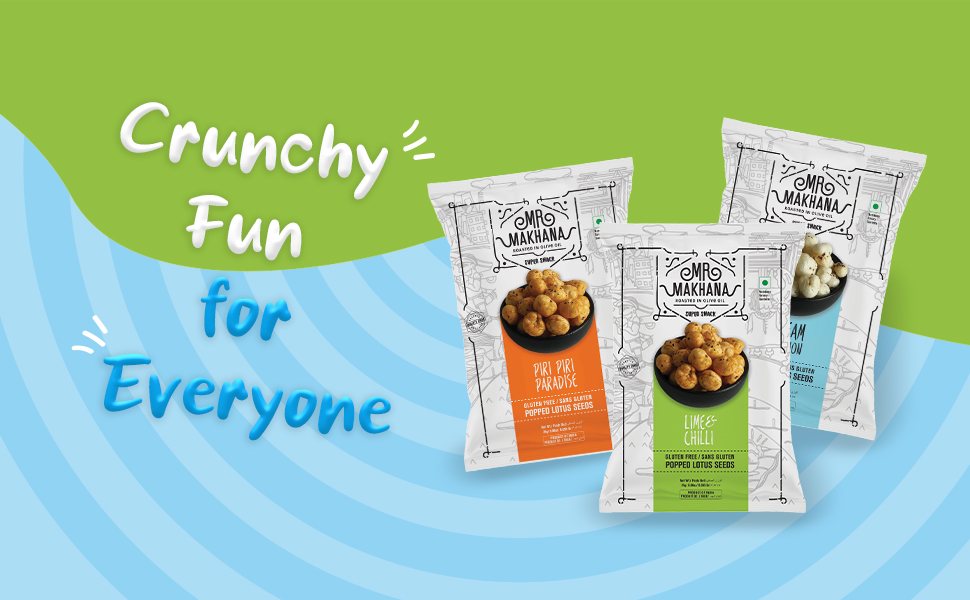 Crunchy
Fun
for
Everyone
MR
MAKHANA
ROASTED IN OLIVE OIL
SUPER SNACK
PIRI PIRI
PARADISE
GLUTEN FREE / SANS GLUTEN
POPPED LOTUS SEEDS
MR
MAKHANA
ROASTED IN OLIVE OIL
SUPER SNACK
LIME &
CHILLI
GLUTEN FREE / SANS GLUTEN
POPPED LOTUS SEEDS
MR
MAKHANA
ROASTED IN OLIVE OIL
SEEDS